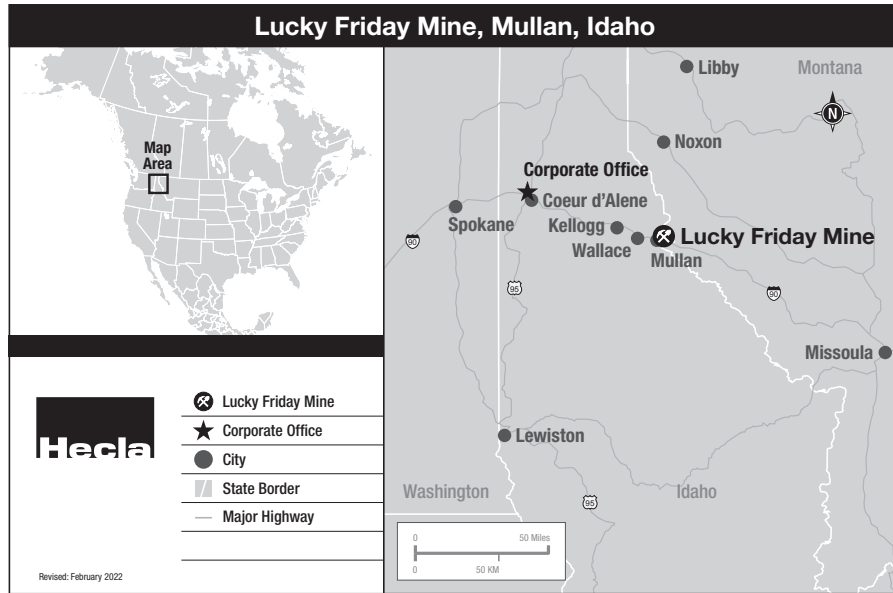 Lucky Friday Mine, Mullan, Idaho
Map
Area
Hecla
Lucky Friday Mine
Corporate Office
City
State Border
Major Highway
Revised: February 2022
Libby
Montana
N
Noxon
Corporate Office
Coeur d'Alene
Spokane
Kellogg
Lucky Friday Mine
90
Wallace
Mullan
95
90
Missoula
Lewiston
Washington
Idaho
95
0
50 Miles
0
50 KM